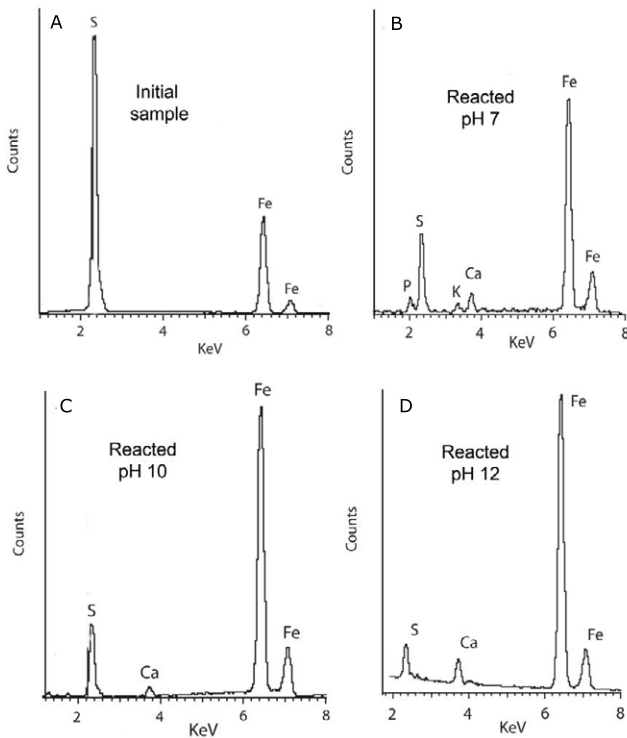 A
S
Initial
sample
Fe
Fe
Counts
2
4
6
8
KeV
B
Reacted
pH 7
Fe
S
Fe
P
K
Ca
Counts
2
4
6
8
KeV
C
Fe
Reacted
pH 10
S
Fe
Ca
Counts
2
4
6
8
KeV
D
Fe
Reacted
pH 12
S
Ca
Fe
Counts
2
4
6
8
KeV